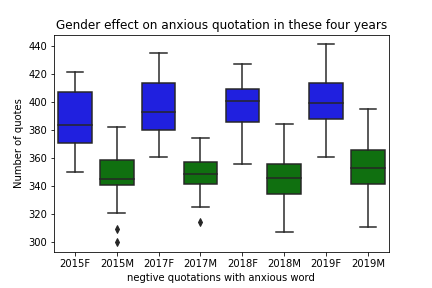 Gender effect on anxious quotation in these four years
Number of quotes
440
420
400
380
360
340
320
300
2015F 2015M 2017F 2017M 2018F 2018M 2019F 2019M
negtive quotations with anxious word